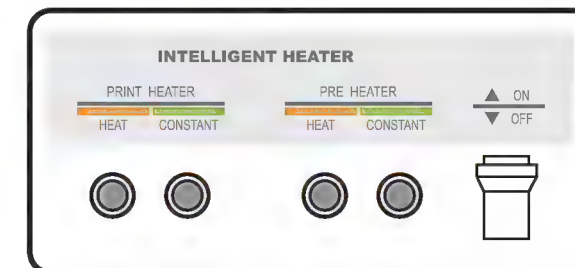 INTELLIGENT HEATER
PRINT HEATER
HEAT CONSTANT
PRE HEATER
HEAT CONSTANT
▲ ON
▼ OFF